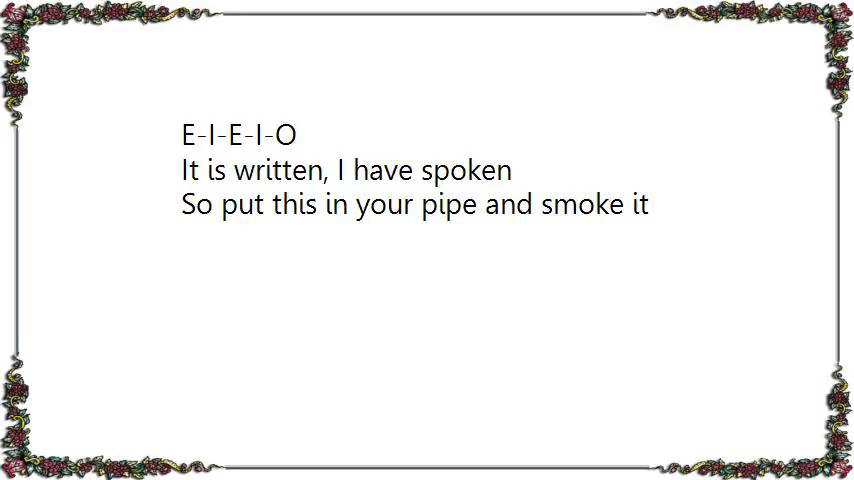 E-I-E-I-O
It is written, I have spoken
So put this in your pipe and smoke it